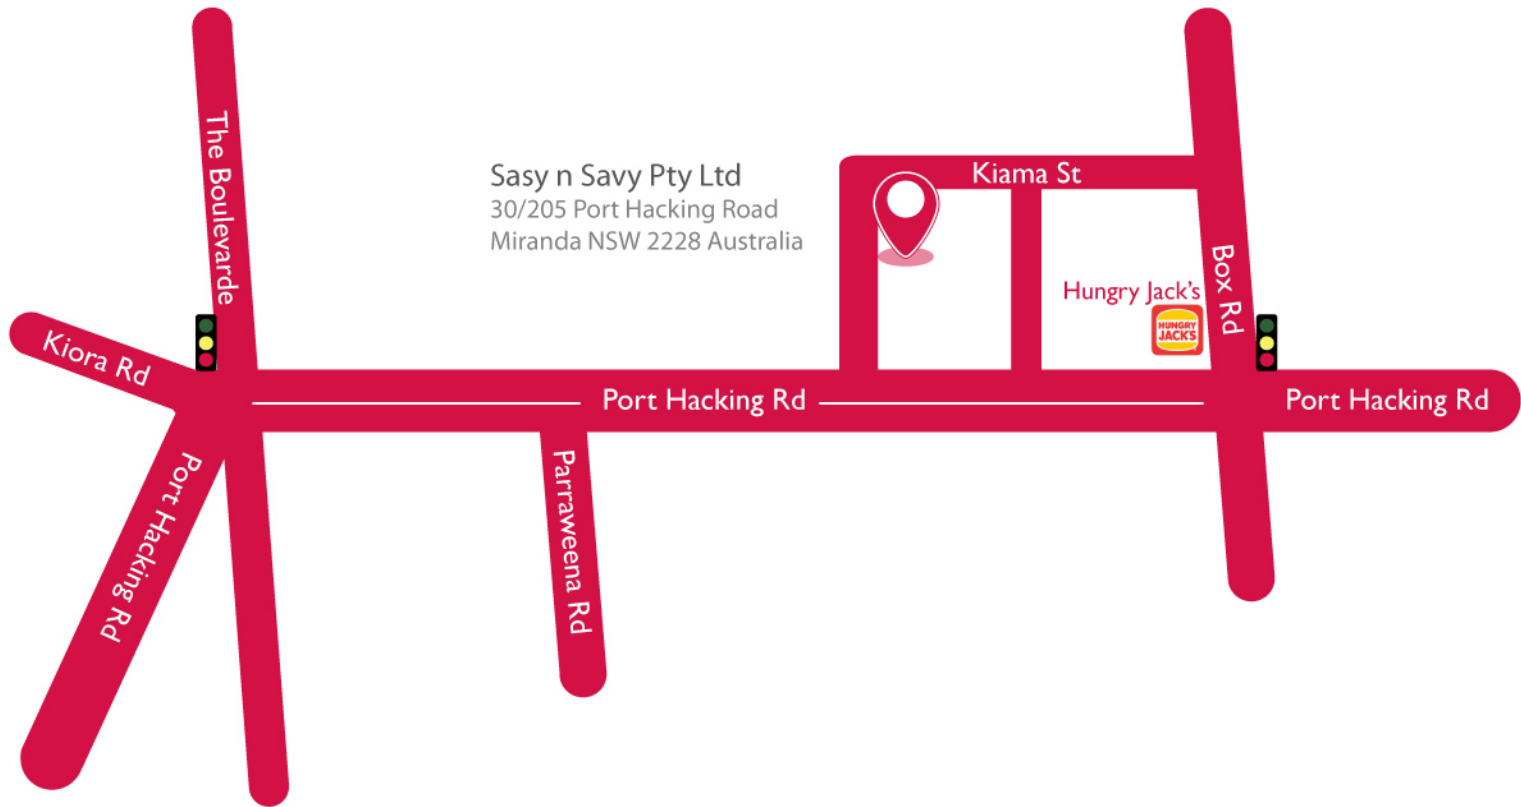 The Boulevarde
Sasy n Savy Pty Ltd
30/205 Port Hacking Road
Miranda NSW 2228 Australia
Kiama St
Hungry Jack's
HUNGRY
JACK'S
Box Rd
Kiora Rd
Port Hacking Rd
Port Hacking Rd
Port Hacking Rd
Parraweena Rd